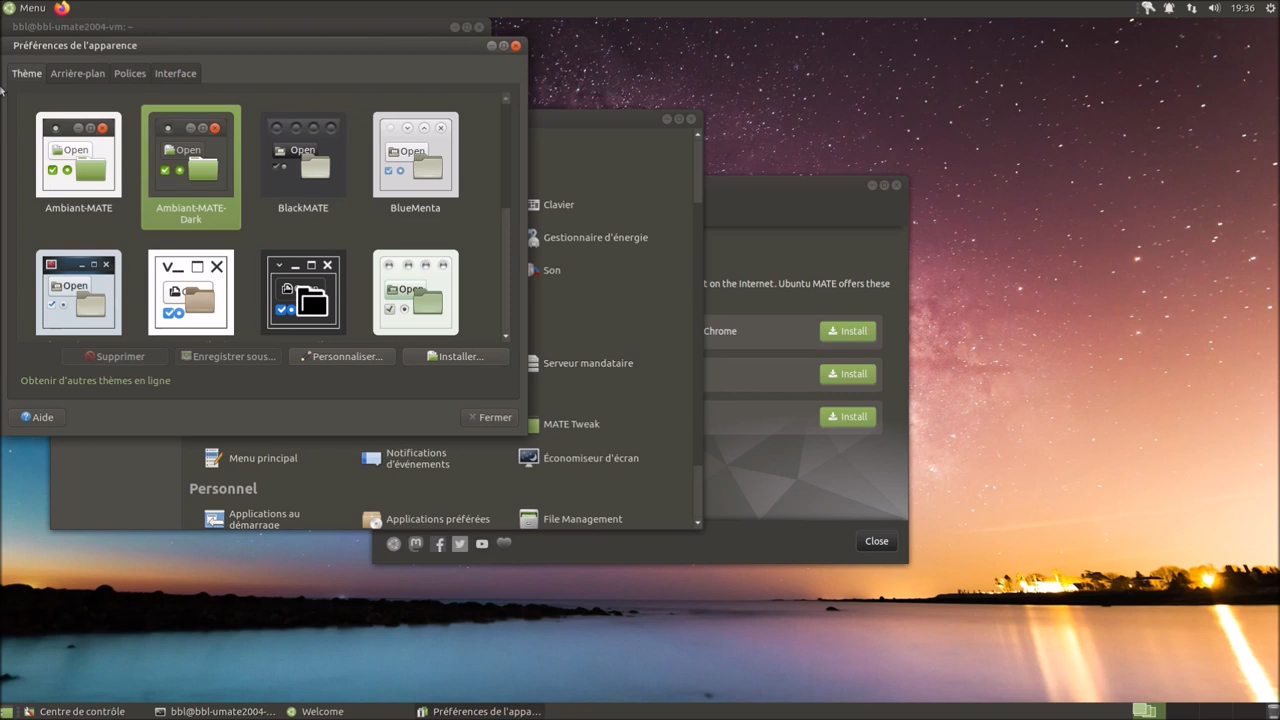 Menu
19:36
bbl@bbl-umate2004-vm: ~
Préférences de l'apparence
Thème
Arrière-plan
Polices
Interface
Open
Open
Open
Open
Ambiant-MATE
Ambiant-MATE-
Dark
BlackMATE
BlueMenta
Open
V
Open
Supprimer
Enregistrer sous...
Personnaliser...
Installer...
Obtenir d'autres thèmes en ligne
Aide
Fermer
Clavier
Gestionnaire d'énergie
Son
Serveur mandataire
MATE Tweak
Menu principal
Notifications
d'événements
Économiseur d'écran
Personnel
Applications au
démarrage
Applications préférées
File Management
t on the Internet. Ubuntu MATE offers these
Chrome
Install
Install
Install
Close
Centre de contrôle
bbl@bbl-umate2004-...
Welcome
Préférences de l'appa...